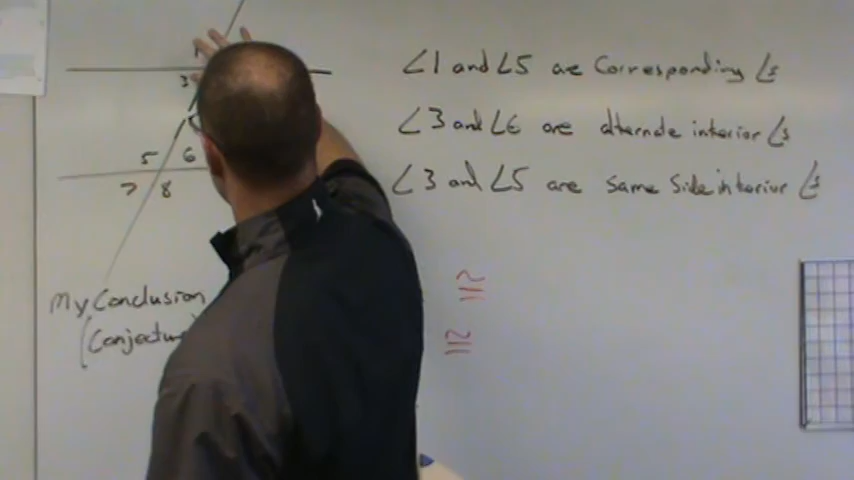 ∠1 and ∠5 are Corresponding ∠s
3
∠3 and ∠6 are alternate interior ∠s
5 6
∠3 and ∠5 are same side interior ∠s
7 8
My Conclusion
≅
≅